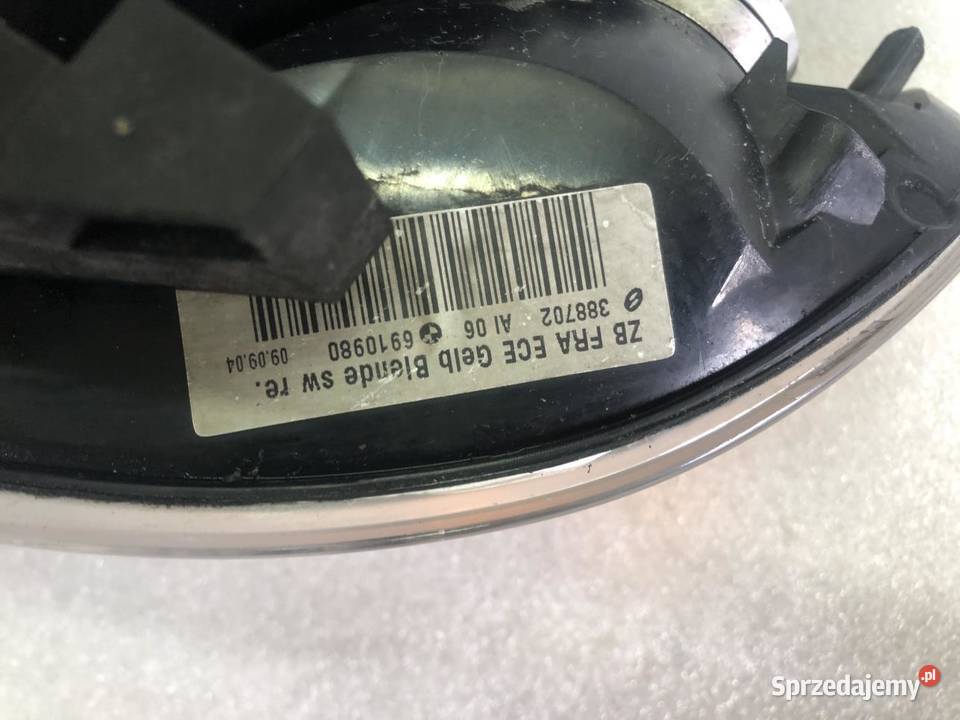 ZB FRA ECE Gelb Blende sw re.
388702 AI 06 6910980 09.09.04
Sprzedajemy.pl